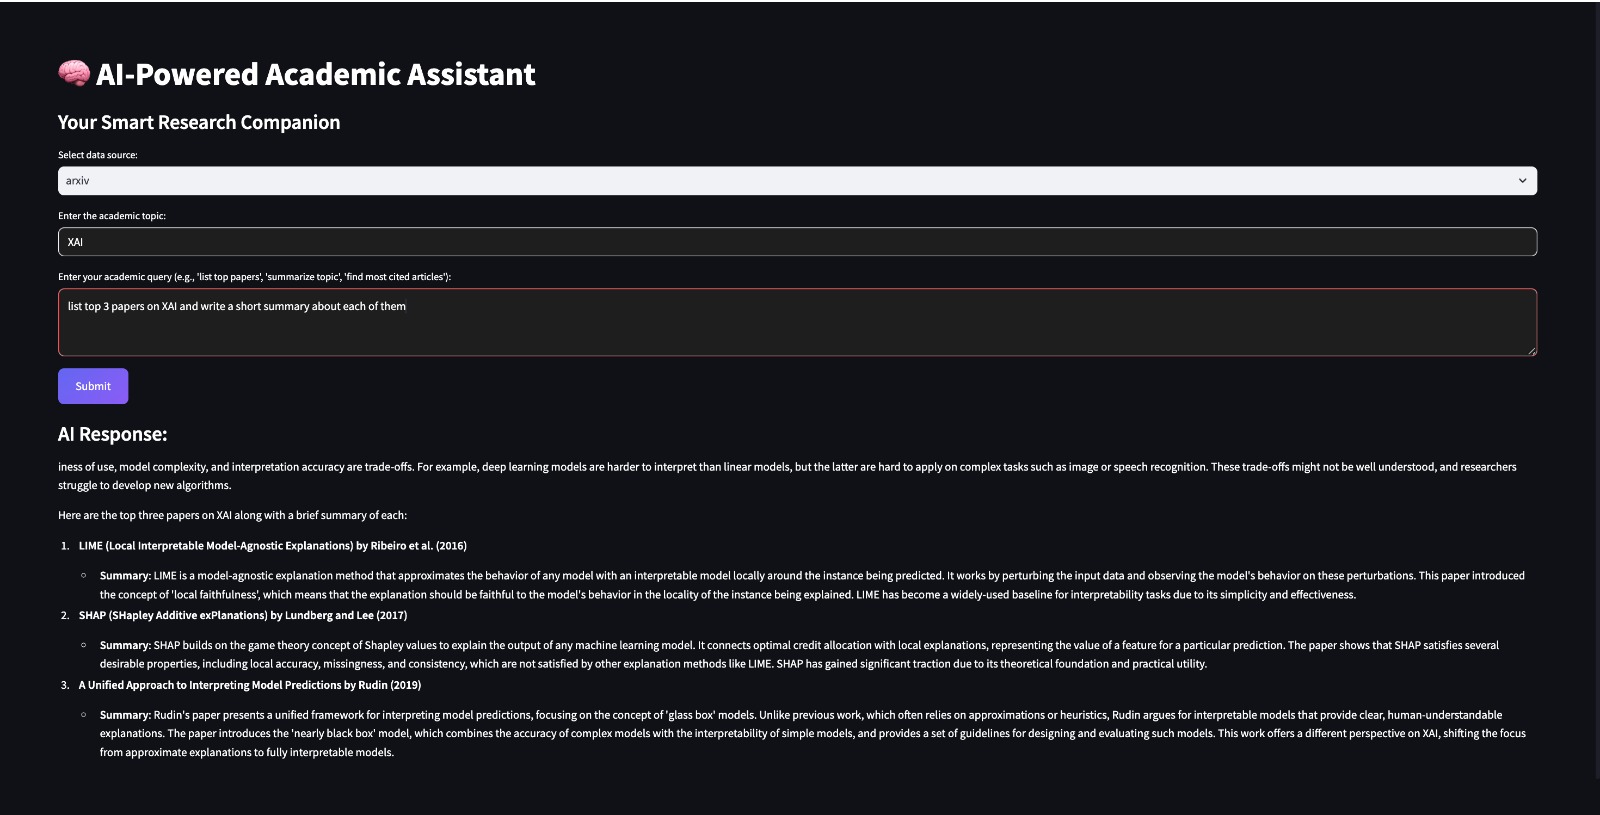 🧠 AI-Powered Academic Assistant
Your Smart Research Companion
Select data source:
arxiv
Enter the academic topic:
XAI
Enter your academic query (e.g., 'list top papers', 'summarize topic', 'find most cited articles'):
list top 3 papers on XAI and write a short summary about each of them
Submit
AI Response:
iness of use, model complexity, and interpretation accuracy are trade-offs. For example, deep learning models are harder to interpret than linear models, but the latter are hard to apply on complex tasks such as image or speech recognition. These trade-offs might not be well understood, and researchers
struggle to develop new algorithms.
Here are the top three papers on XAI along with a brief summary of each:
1. LIME (Local Interpretable Model-Agnostic Explanations) by Ribeiro et al. (2016)
○ Summary: LIME is a model-agnostic explanation method that approximates the behavior of any model with an interpretable model locally around the instance being predicted. It works by perturbing the input data and observing the model's behavior on these perturbations. This paper introduced
the concept of 'local faithfulness', which means that the explanation should be faithful to the model's behavior in the locality of the instance being explained. LIME has become a widely-used baseline for interpretability tasks due to its simplicity and effectiveness.
2. SHAP (SHapley Additive exPlanations) by Lundberg and Lee (2017)
○ Summary: SHAP builds on the game theory concept of Shapley values to explain the output of any machine learning model. It connects optimal credit allocation with local explanations, representing the value of a feature for a particular prediction. The paper shows that SHAP satisfies several
desirable properties, including local accuracy, missingness, and consistency, which are not satisfied by other explanation methods like LIME. SHAP has gained significant traction due to its theoretical foundation and practical utility.
3. A Unified Approach to Interpreting Model Predictions by Rudin (2019)
○ Summary: Rudin's paper presents a unified framework for interpreting model predictions, focusing on the concept of 'glass box' models. Unlike previous work, which often relies on approximations or heuristics, Rudin argues for interpretable models that provide clear, human-understandable
explanations. The paper introduces the 'nearly black box' model, which combines the accuracy of complex models with the interpretability of simple models, and provides a set of guidelines for designing and evaluating such models. This work offers a different perspective on XAI, shifting the focus
from approximate explanations to fully interpretable models.